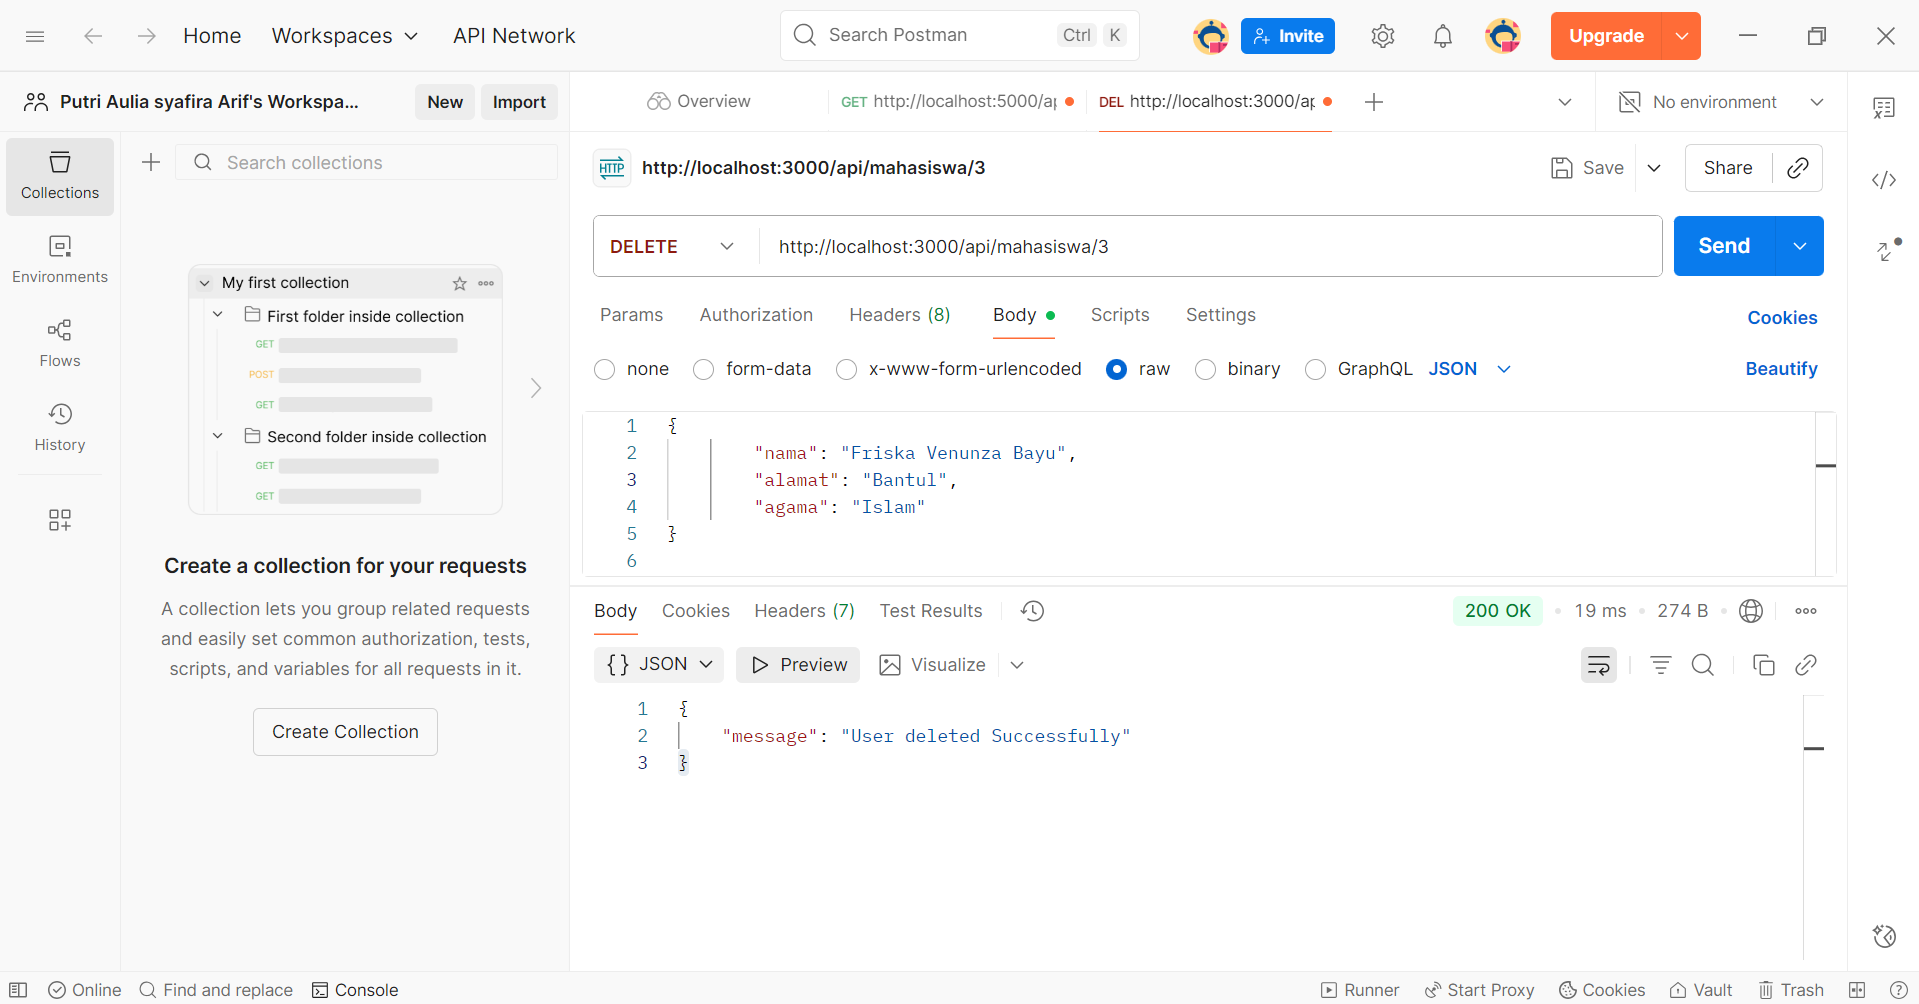 Home Workspaces API Network Search Postman Ctrl K Invite Upgrade
Putri Aulia syafira Arif's Workspa... New Import Overview GET http://localhost:5000/ap DEL http://localhost:3000/ap No environment
Collections
Environments
Flows
History
Search collections
My first collection
First folder inside collection
GET
POST
GET
Second folder inside collection
GET
GET
Create a collection for your requests
A collection lets you group related requests
and easily set common authorization, tests,
scripts, and variables for all requests in it.
Create Collection
HTTP http://localhost:3000/api/mahasiswa/3 Save Share
DELETE http://localhost:3000/api/mahasiswa/3 Send
Params Authorization Headers (8) Body Scripts Settings Cookies
none form-data x-www-form-urlencoded raw binary GraphQL JSON Beautify
1 {
2 "nama": "Friska Venunza Bayu",
3 "alamat": "Bantul",
4 "agama": "Islam"
5 }
6
Body Cookies Headers (7) Test Results 200 OK 19 ms 274 B
{} JSON Preview Visualize
1 {
2 "message": "User deleted Successfully"
3 }
Online Find and replace Console Runner Start Proxy Cookies Vault Trash